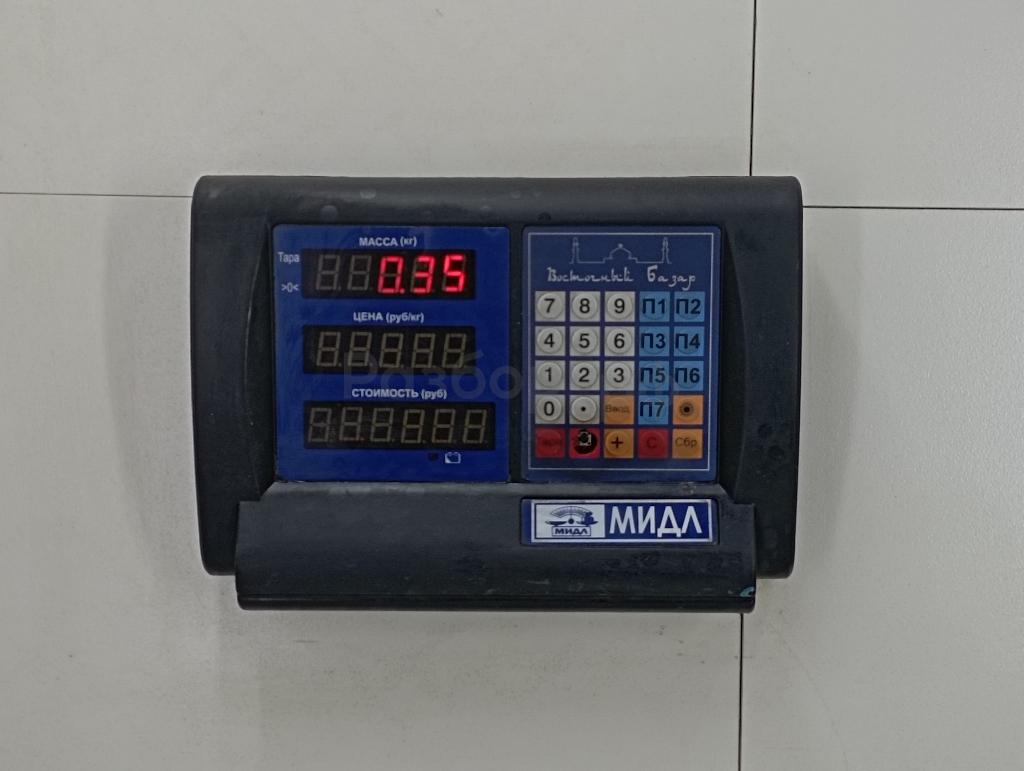 МАССА (кг)
Тара
0.35
>0<
ЦЕНА (руб/кг)
СТОИМОСТЬ (руб)
Восточный Базар
7 8 9 П1 П2
4 5 6 П3 П4
1 2 3 П5 П6
0 . Ввод П7
Тара + С Сбр
МИДЛ МИДЛ